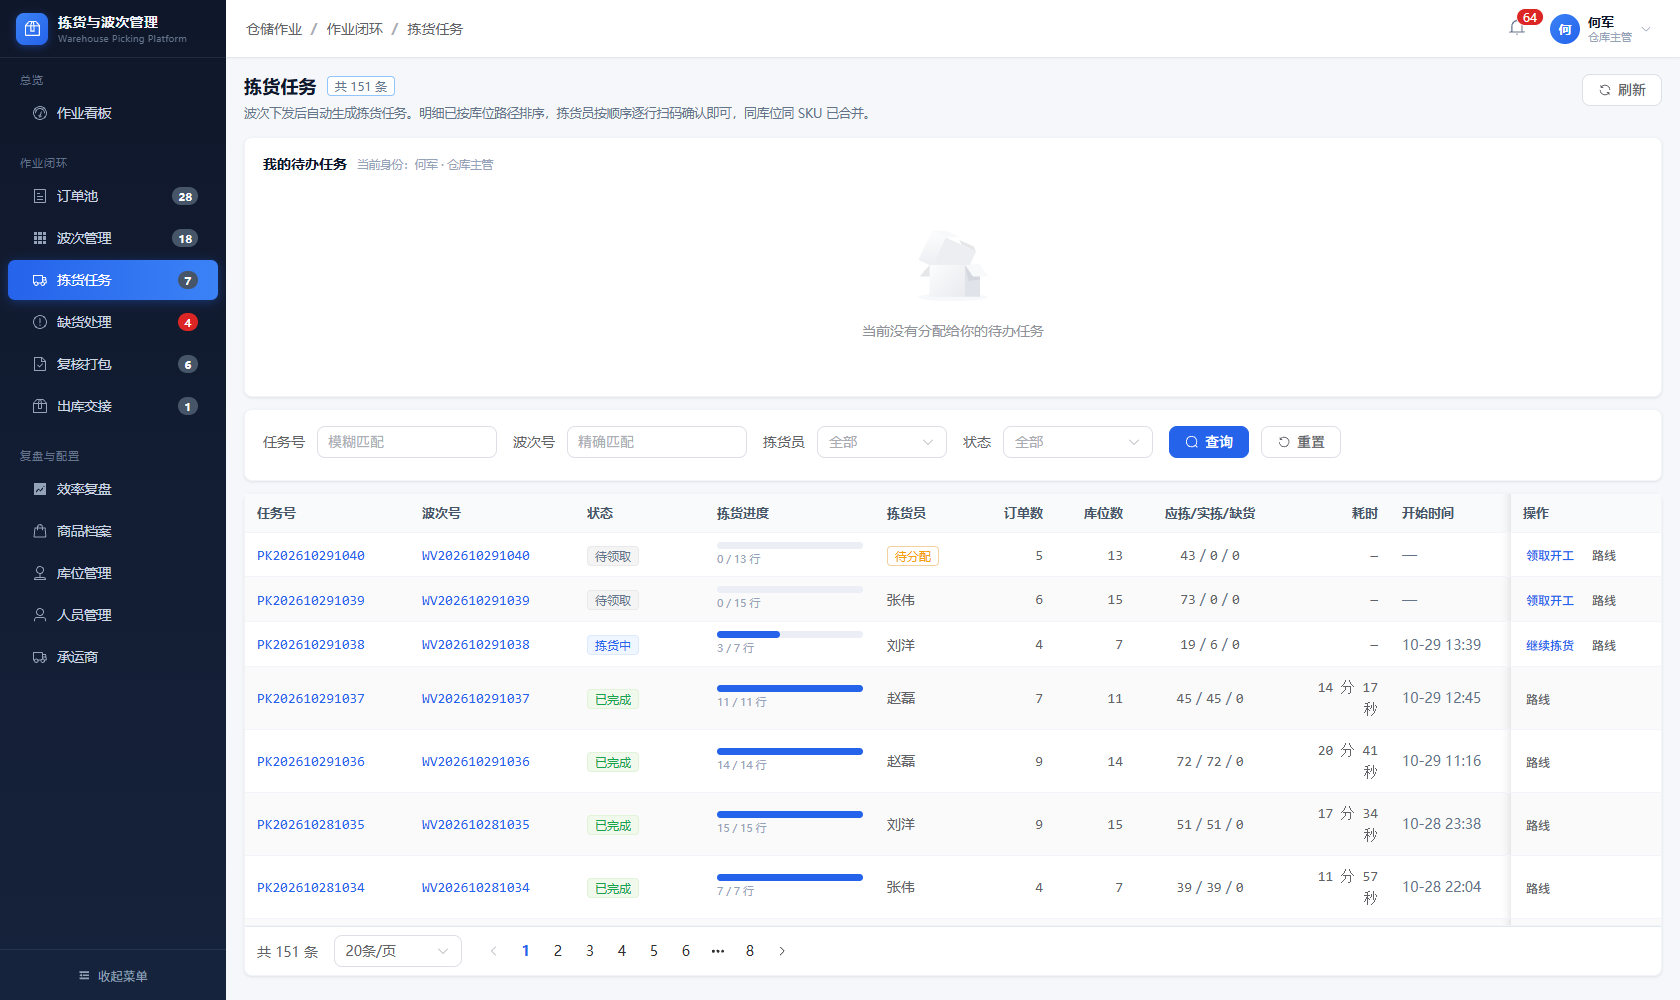 拣货与波次管理
Warehouse Picking Platform
总览
作业看板
作业闭环
订单池 28
波次管理 18
拣货任务 7
缺货处理 4
复核打包 6
出库交接 1
复盘与配置
效率复盘
商品档案
库位管理
人员管理
承运商
收起菜单
仓储作业 / 作业闭环 / 拣货任务
64
何
何军
仓库主管
拣货任务 共 151 条
刷新
波次下发后自动生成拣货任务。明细已按库位路径排序，拣货员按顺序逐行扫码确认即可，同库位同 SKU 已合并。
我的待办任务 当前身份：何军 · 仓库主管
当前没有分配给你的待办任务
任务号 模糊匹配 波次号 精确匹配 拣货员 全部 状态 全部 查询 重置
任务号 波次号 状态 拣货进度 拣货员 订单数 库位数 应拣/实拣/缺货 耗时 开始时间 操作
PK202610291040 WV202610291040 待领取 0 / 13 行 待分配 5 13 43 / 0 / 0 — — 领取开工 路线
PK202610291039 WV202610291039 待领取 0 / 15 行 张伟 6 15 73 / 0 / 0 — — 领取开工 路线
PK202610291038 WV202610291038 拣货中 3 / 7 行 刘洋 4 7 19 / 6 / 0 — 10-29 13:39 继续拣货 路线
PK202610291037 WV202610291037 已完成 11 / 11 行 赵磊 7 11 45 / 45 / 0 14 分 17 秒 10-29 12:45 路线
PK202610291036 WV202610291036 已完成 14 / 14 行 赵磊 9 14 72 / 72 / 0 20 分 41 秒 10-29 11:16 路线
PK202610281035 WV202610281035 已完成 15 / 15 行 刘洋 9 15 51 / 51 / 0 17 分 34 秒 10-28 23:38 路线
PK202610281034 WV202610281034 已完成 7 / 7 行 张伟 4 7 39 / 39 / 0 11 分 57 秒 10-28 22:04 路线
共 151 条 20条/页 1 2 3 4 5 6 ••• 8